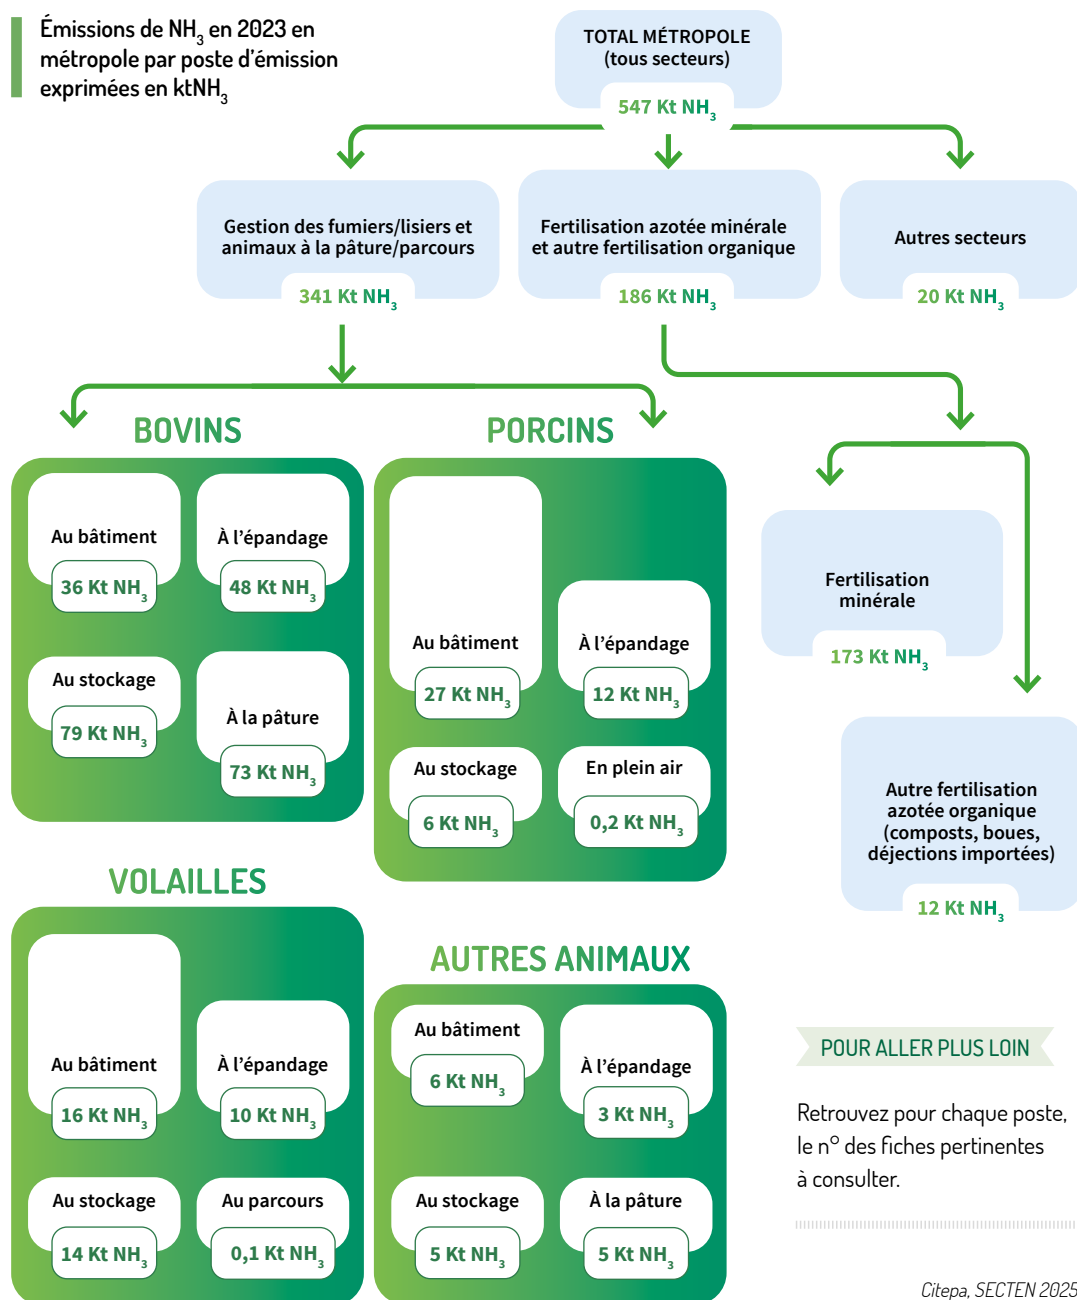 Émissions de NH₃ en 2023 en
métropole par poste d'émission
exprimées en ktNH₃
TOTAL MÉTROPOLE
(tous secteurs)
547 Kt NH₃
Gestion des fumiers/lisiers et
animaux à la pâture/parcours
341 Kt NH₃
Fertilisation azotée minérale
et autre fertilisation organique
186 Kt NH₃
Autres secteurs
20 Kt NH₃
BOVINS
Au bâtiment
36 Kt NH₃
À l'épandage
48 Kt NH₃
Au stockage
79 Kt NH₃
À la pâture
73 Kt NH₃
PORCINS
Au bâtiment
27 Kt NH₃
À l'épandage
12 Kt NH₃
Au stockage
6 Kt NH₃
En plein air
0,2 Kt NH₃
Fertilisation
minérale
173 Kt NH₃
Autre fertilisation
azotée organique
(composts, boues,
déjections importées)
12 Kt NH₃
VOLAILLES
Au bâtiment
16 Kt NH₃
À l'épandage
10 Kt NH₃
Au stockage
14 Kt NH₃
Au parcours
0,1 Kt NH₃
AUTRES ANIMAUX
Au bâtiment
6 Kt NH₃
À l'épandage
3 Kt NH₃
Au stockage
5 Kt NH₃
À la pâture
5 Kt NH₃
POUR ALLER PLUS LOIN
Retrouvez pour chaque poste,
le n° des fiches pertinentes
à consulter.
Citepa, SECTEN 2025